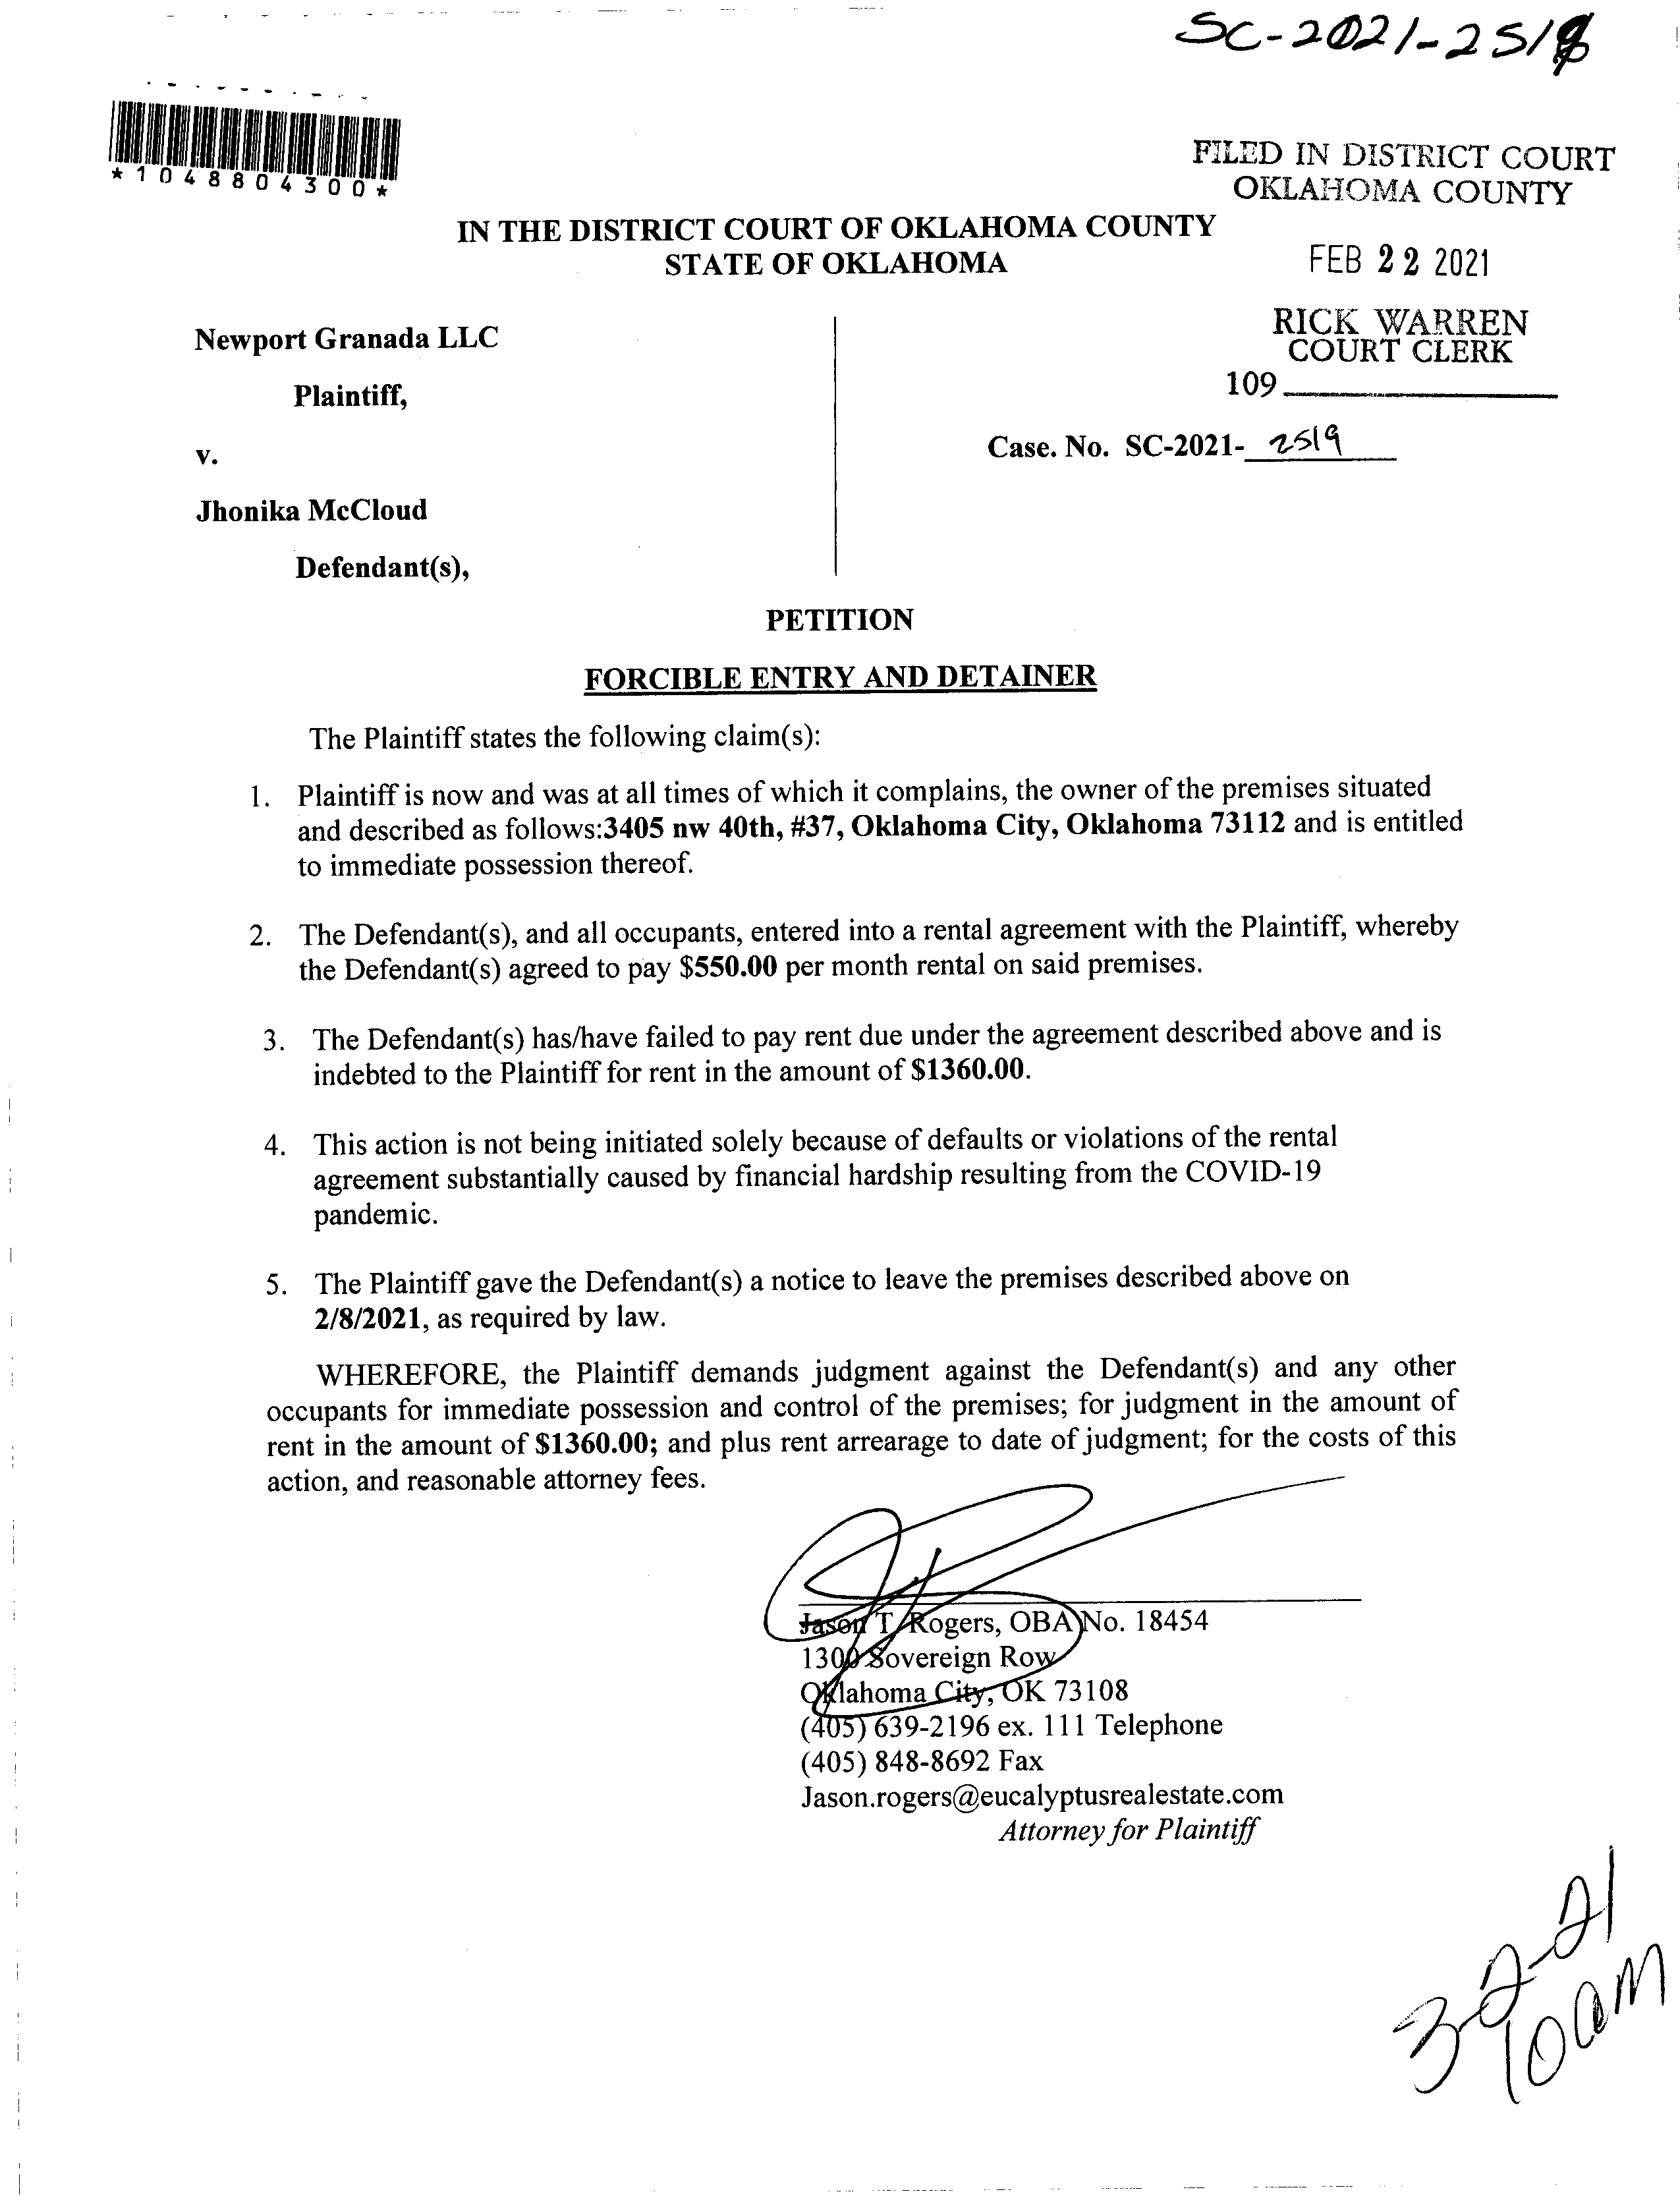 SC-2021-2519
*1048804300*
FILED IN DISTRICT COURT
OKLAHOMA COUNTY
IN THE DISTRICT COURT OF OKLAHOMA COUNTY
STATE OF OKLAHOMA
FEB 22 2021
RICK WARREN
COURT CLERK
109
Newport Granada LLC
Plaintiff,
v.
Case. No. SC-2021- 2519
Jhonika McCloud
Defendant(s),
PETITION
FORCIBLE ENTRY AND DETAINER
The Plaintiff states the following claim(s):
1. Plaintiff is now and was at all times of which it complains, the owner of the premises situated
and described as follows:3405 nw 40th, #37, Oklahoma City, Oklahoma 73112 and is entitled
to immediate possession thereof.
2. The Defendant(s), and all occupants, entered into a rental agreement with the Plaintiff, whereby
the Defendant(s) agreed to pay $550.00 per month rental on said premises.
3. The Defendant(s) has/have failed to pay rent due under the agreement described above and is
indebted to the Plaintiff for rent in the amount of $1360.00.
4. This action is not being initiated solely because of defaults or violations of the rental
agreement substantially caused by financial hardship resulting from the COVID-19
pandemic.
5. The Plaintiff gave the Defendant(s) a notice to leave the premises described above on
2/8/2021, as required by law.
WHEREFORE, the Plaintiff demands judgment against the Defendant(s) and any other
occupants for immediate possession and control of the premises; for judgment in the amount of
rent in the amount of $1360.00; and plus rent arrearage to date of judgment; for the costs of this
action, and reasonable attorney fees.
Jason T. Rogers, OBA No. 18454
1300 Sovereign Row
Oklahoma City, OK 73108
(405) 639-2196 ex. 111 Telephone
(405) 848-8692 Fax
Jason.rogers@eucalyptusrealestate.com
Attorney for Plaintiff
3-2-21
10am